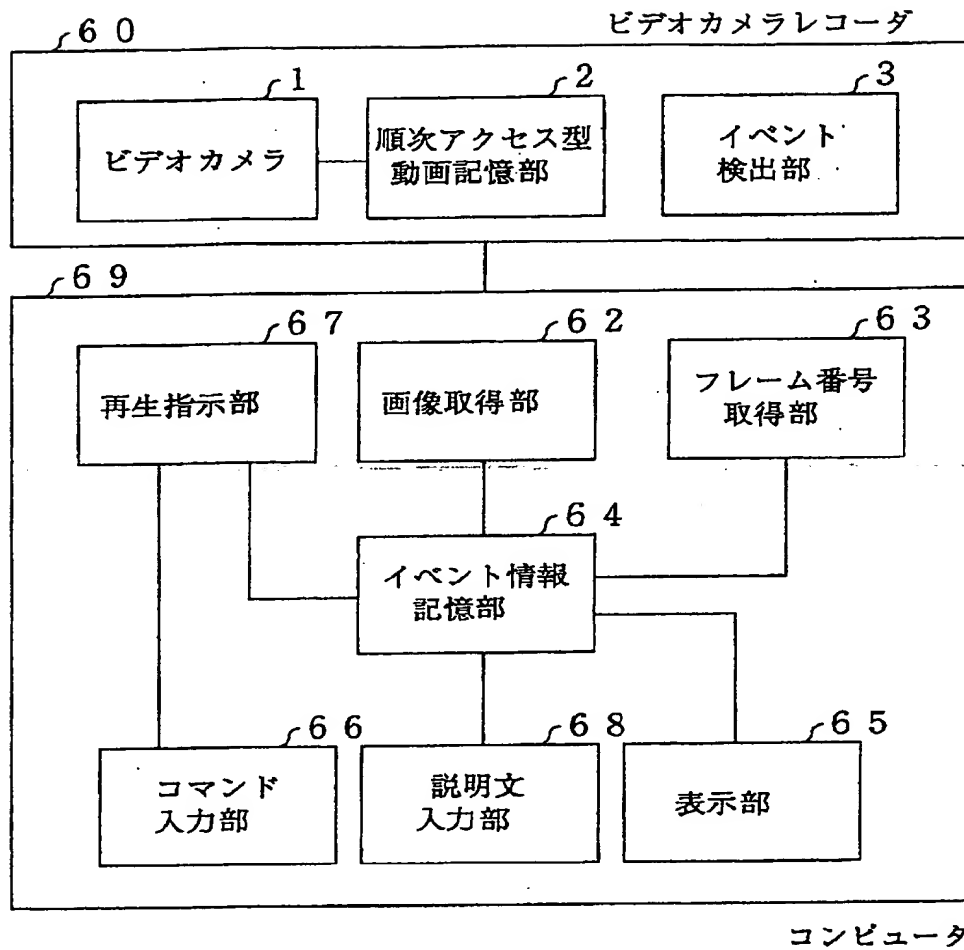 60
ビデオカメラレコーダ
1
ビデオカメラ
2
順次アクセス型
動画記憶部
3
イベント
検出部
69
67
再生指示部
62
画像取得部
63
フレーム番号
取得部
64
イベント情報
記憶部
66
コマンド
入力部
68
説明文
入力部
65
表示部
コンピュータ